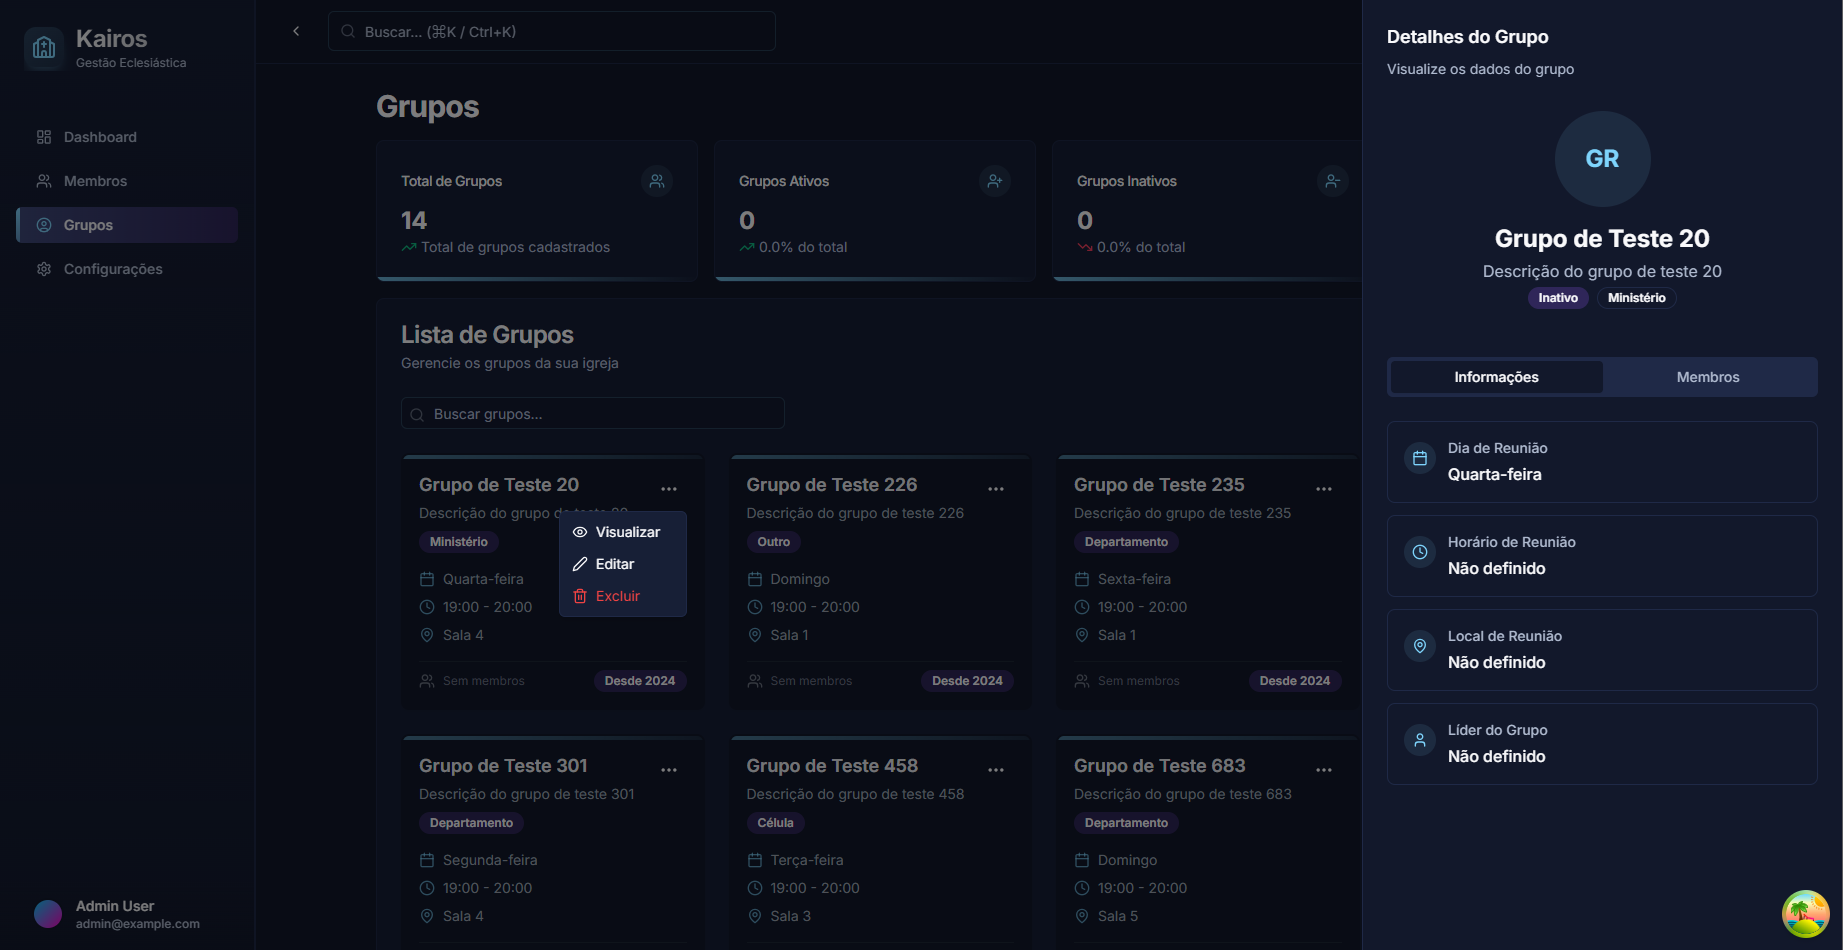 Kairos
Gestão Eclesiástica
Dashboard
Membros
Grupos
Configurações
Admin User
admin@example.com
Buscar... (⌘K / Ctrl+K)
Grupos
Total de Grupos
14
Total de grupos cadastrados
Grupos Ativos
0
0.0% do total
Grupos Inativos
0
0.0% do total
Lista de Grupos
Gerencie os grupos da sua igreja
Buscar grupos...
Grupo de Teste 20
Descrição do grupo de teste 20
Ministério
Quarta-feira
19:00 - 20:00
Sala 4
Sem membros
Desde 2024
Visualizar
Editar
Excluir
Grupo de Teste 226
Descrição do grupo de teste 226
Outro
Domingo
19:00 - 20:00
Sala 1
Sem membros
Desde 2024
Grupo de Teste 235
Descrição do grupo de teste 235
Departamento
Sexta-feira
19:00 - 20:00
Sala 1
Sem membros
Desde 2024
Grupo de Teste 301
Descrição do grupo de teste 301
Departamento
Segunda-feira
19:00 - 20:00
Sala 4
Grupo de Teste 458
Descrição do grupo de teste 458
Célula
Terça-feira
19:00 - 20:00
Sala 3
Grupo de Teste 683
Descrição do grupo de teste 683
Departamento
Domingo
19:00 - 20:00
Sala 5
Detalhes do Grupo
Visualize os dados do grupo
GR
Grupo de Teste 20
Descrição do grupo de teste 20
Inativo
Ministério
Informações
Membros
Dia de Reunião
Quarta-feira
Horário de Reunião
Não definido
Local de Reunião
Não definido
Líder do Grupo
Não definido